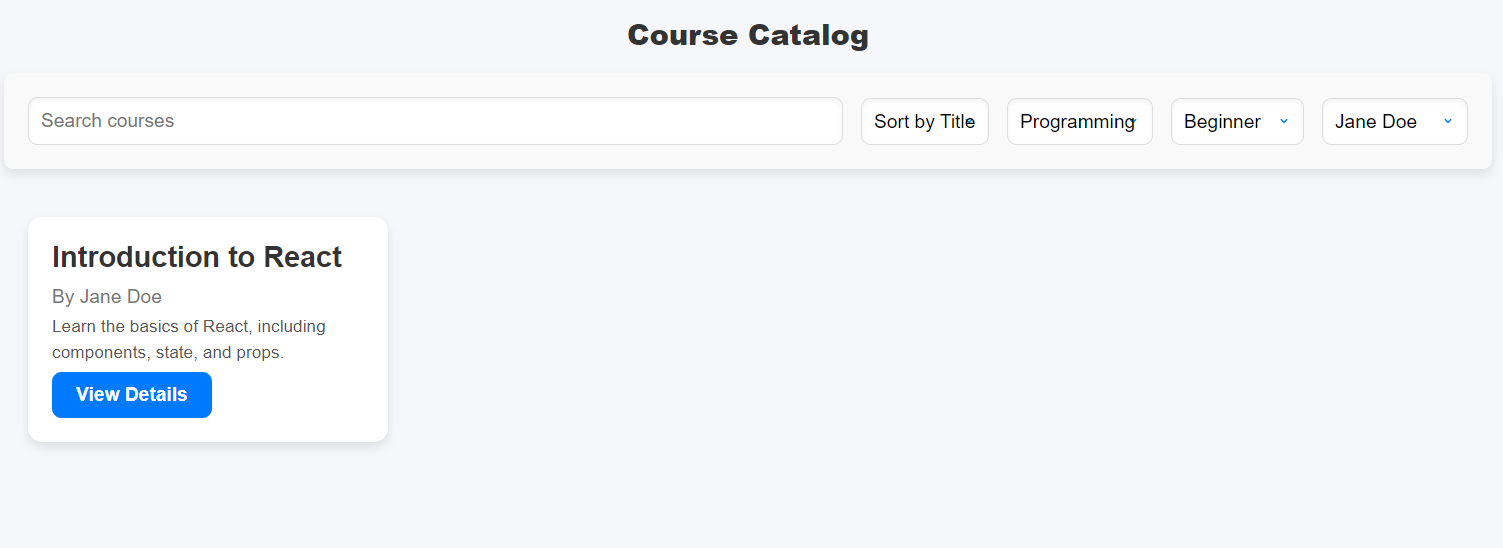 Course Catalog
Search courses
Sort by Title
Programming
Beginner
Jane Doe
Introduction to React
By Jane Doe
Learn the basics of React, including
components, state, and props.
View Details